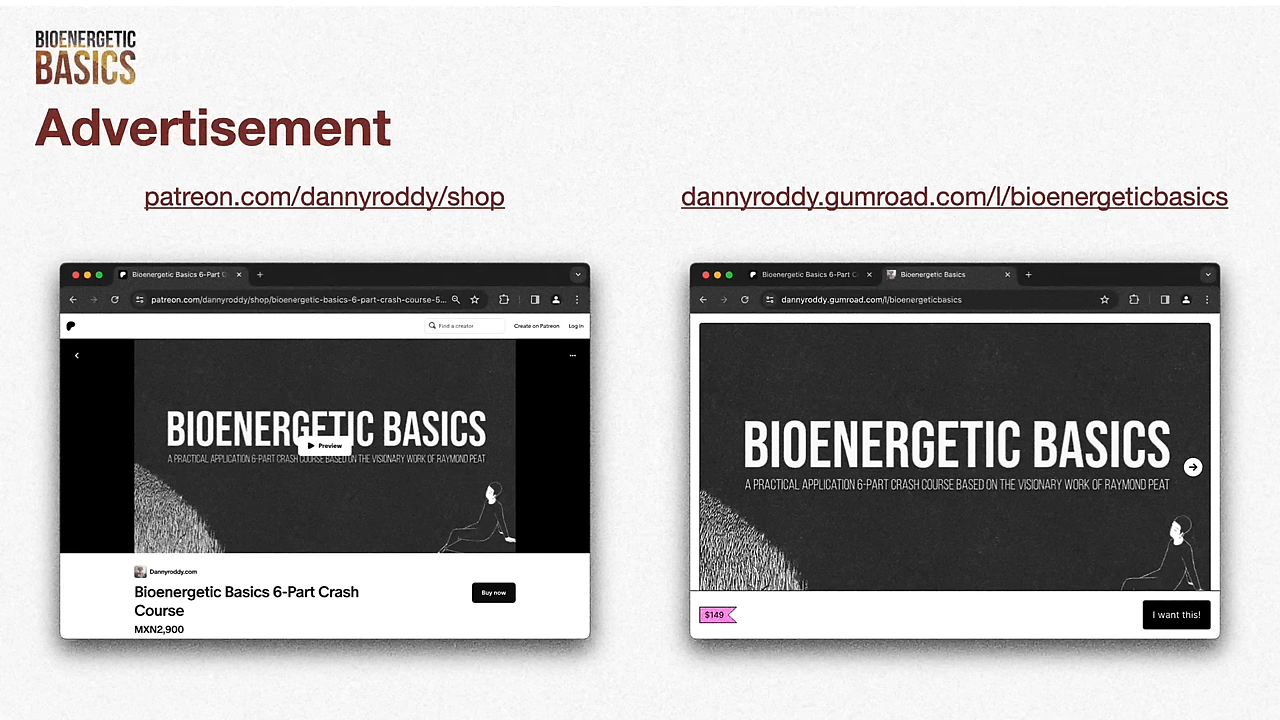 BIOENERGETIC
BASICS
Advertisement
patreon.com/dannyroddy/shop
dannyroddy.gumroad.com/l/bioenergeticbasics
Bioenergetic Basics 6-Part C
patreon.com/dannyroddy/shop/bioenergetic-basics-6-part-crash-course-5...
Find a creator
Create on Patreon
Log in
BIOENERGETIC BASICS
Preview
A PRACTICAL APPLICATION 6-PART CRASH COURSE BASED ON THE VISIONARY WORK OF RAYMOND PEAT
Dannyroddy.com
Bioenergetic Basics 6-Part Crash
Course
Buy now
MXN2,900
Bioenergetic Basics 6-Part C
Bioenergetic Basics
dannyroddy.gumroad.com/l/bioenergeticbasics
BIOENERGETIC BASICS
A PRACTICAL APPLICATION 6-PART CRASH COURSE BASED ON THE VISIONARY WORK OF RAYMOND PEAT
$149
I want this!